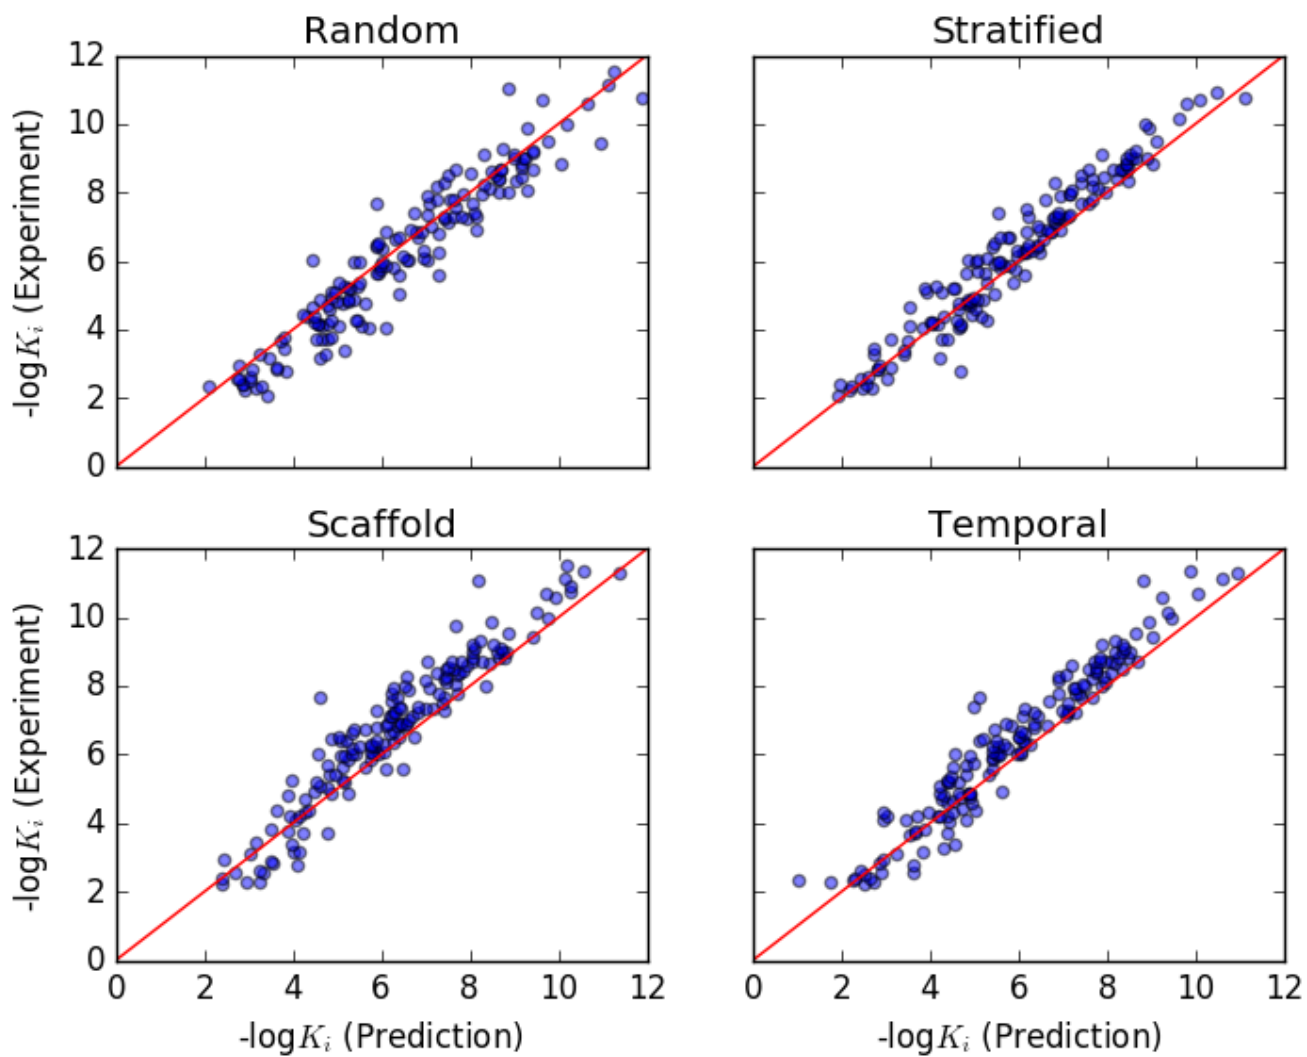 Random
Stratified
12
10
8
6
4
2
0
-logKi (Experiment)
Scaffold
Temporal
12
10
8
6
4
2
0
-logKi (Experiment)
0 2 4 6 8 10 12
0 2 4 6 8 10 12
-logKi (Prediction)
-logKi (Prediction)